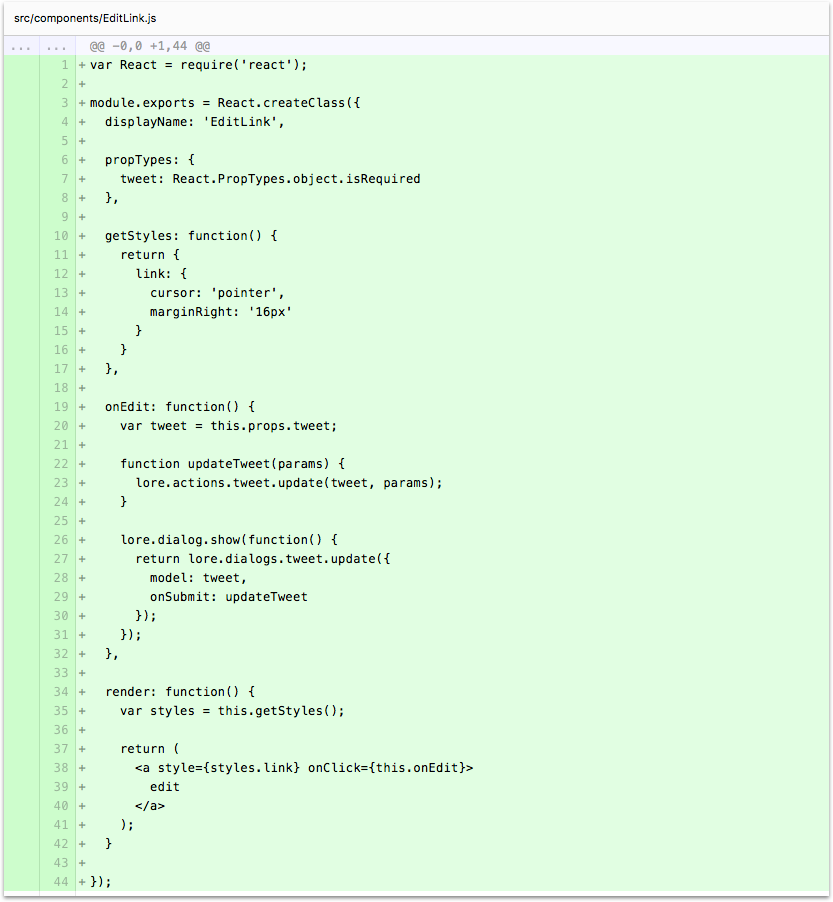 src/components/EditLink.js
... ... @@ -0,0 +1,44 @@
1 +var React = require('react');
2 +
3 +module.exports = React.createClass({
4 +  displayName: 'EditLink',
5 +
6 +  propTypes: {
7 +    tweet: React.PropTypes.object.isRequired
8 +  },
9 +
10 +  getStyles: function() {
11 +    return {
12 +      link: {
13 +        cursor: 'pointer',
14 +        marginRight: '16px'
15 +      }
16 +    }
17 +  },
18 +
19 +  onEdit: function() {
20 +    var tweet = this.props.tweet;
21 +
22 +    function updateTweet(params) {
23 +      lore.actions.tweet.update(tweet, params);
24 +    }
25 +
26 +    lore.dialog.show(function() {
27 +      return lore.dialogs.tweet.update({
28 +        model: tweet,
29 +        onSubmit: updateTweet
30 +      });
31 +    });
32 +  },
33 +
34 +  render: function() {
35 +    var styles = this.getStyles();
36 +
37 +    return (
38 +      <a style={styles.link} onClick={this.onEdit}>
39 +        edit
40 +      </a>
41 +    );
42 +  }
43 +
44 +});